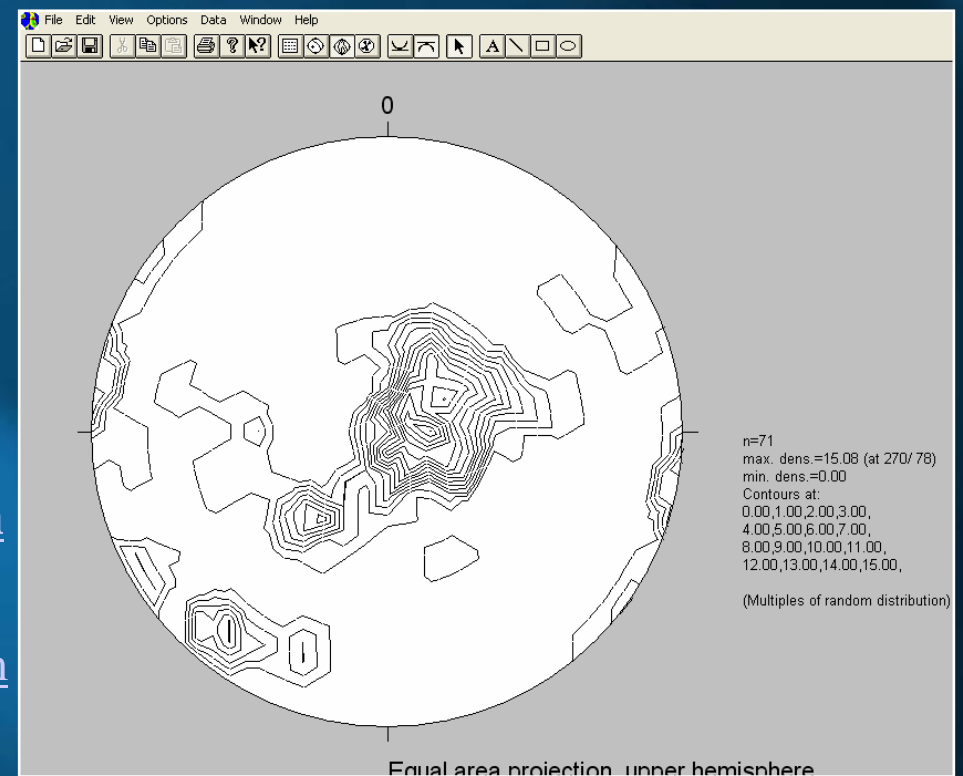 File Edit View Options Data Window Help
A
0
n=71
max. dens.=15.08 (at 270/ 78)
min. dens.=0.00
Contours at:
0.00,1.00,2.00,3.00,
4.00,5.00,6.00,7.00,
8.00,9.00,10.00,11.00,
12.00,13.00,14.00,15.00,
(Multiples of random distribution)
Equal area projection, upper hemisphere